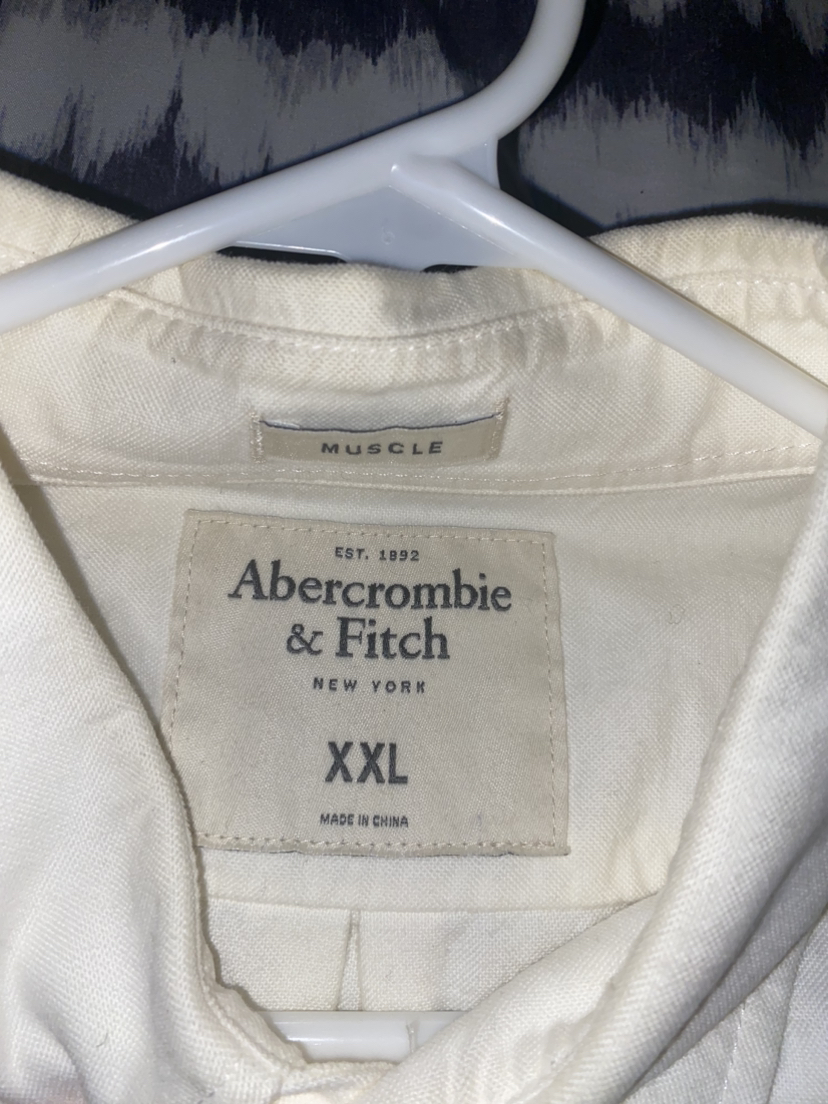 MUSCLE
EST. 1892
Abercrombie
& Fitch
NEW YORK
XXL
MADE IN CHINA